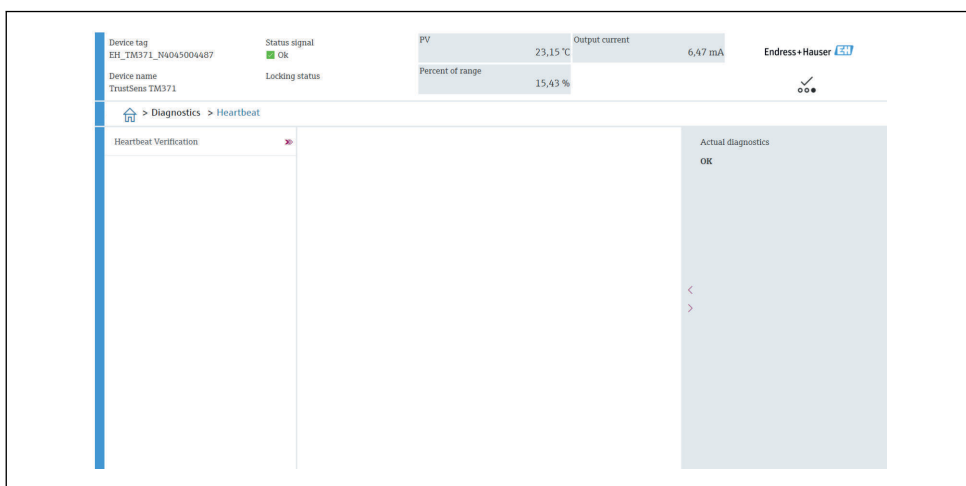 Device tag
EH_TM371_N4045004487
Status signal
Ok
PV
23,15 °C
Output current
6,47 mA
Endress+Hauser EH
Device name
TrustSens TM371
Locking status
Percent of range
15,43 %
> Diagnostics > Heartbeat
Heartbeat Verification
Actual diagnostics
OK